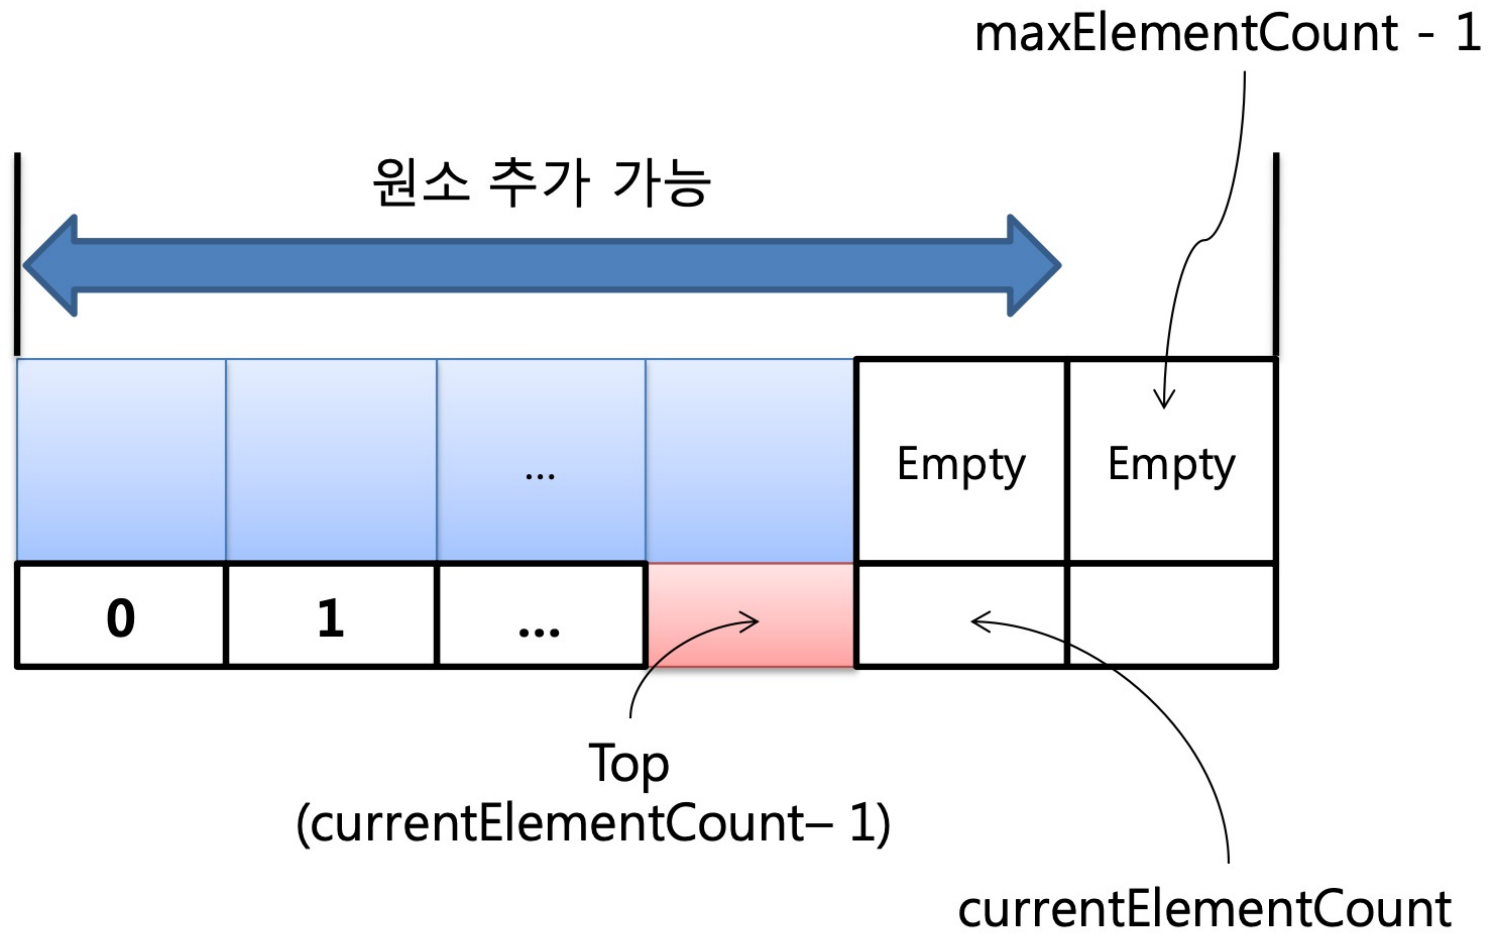 maxElementCount - 1
원소 추가 가능
...
Empty
Empty
0
1
...
Top
(currentElementCount– 1)
currentElementCount